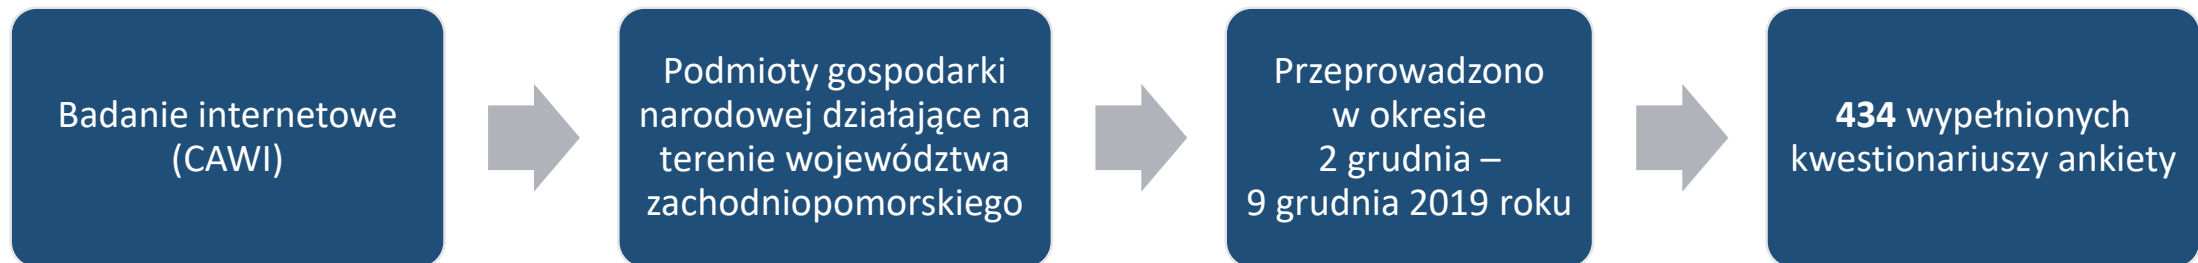 Badanie internetowe
(CAWI)
Podmioty gospodarki
narodowej działające na
terenie województwa
zachodniopomorskiego
Przeprowadzono
w okresie
2 grudnia –
9 grudnia 2019 roku
434 wypełnionych
kwestionariuszy ankiety